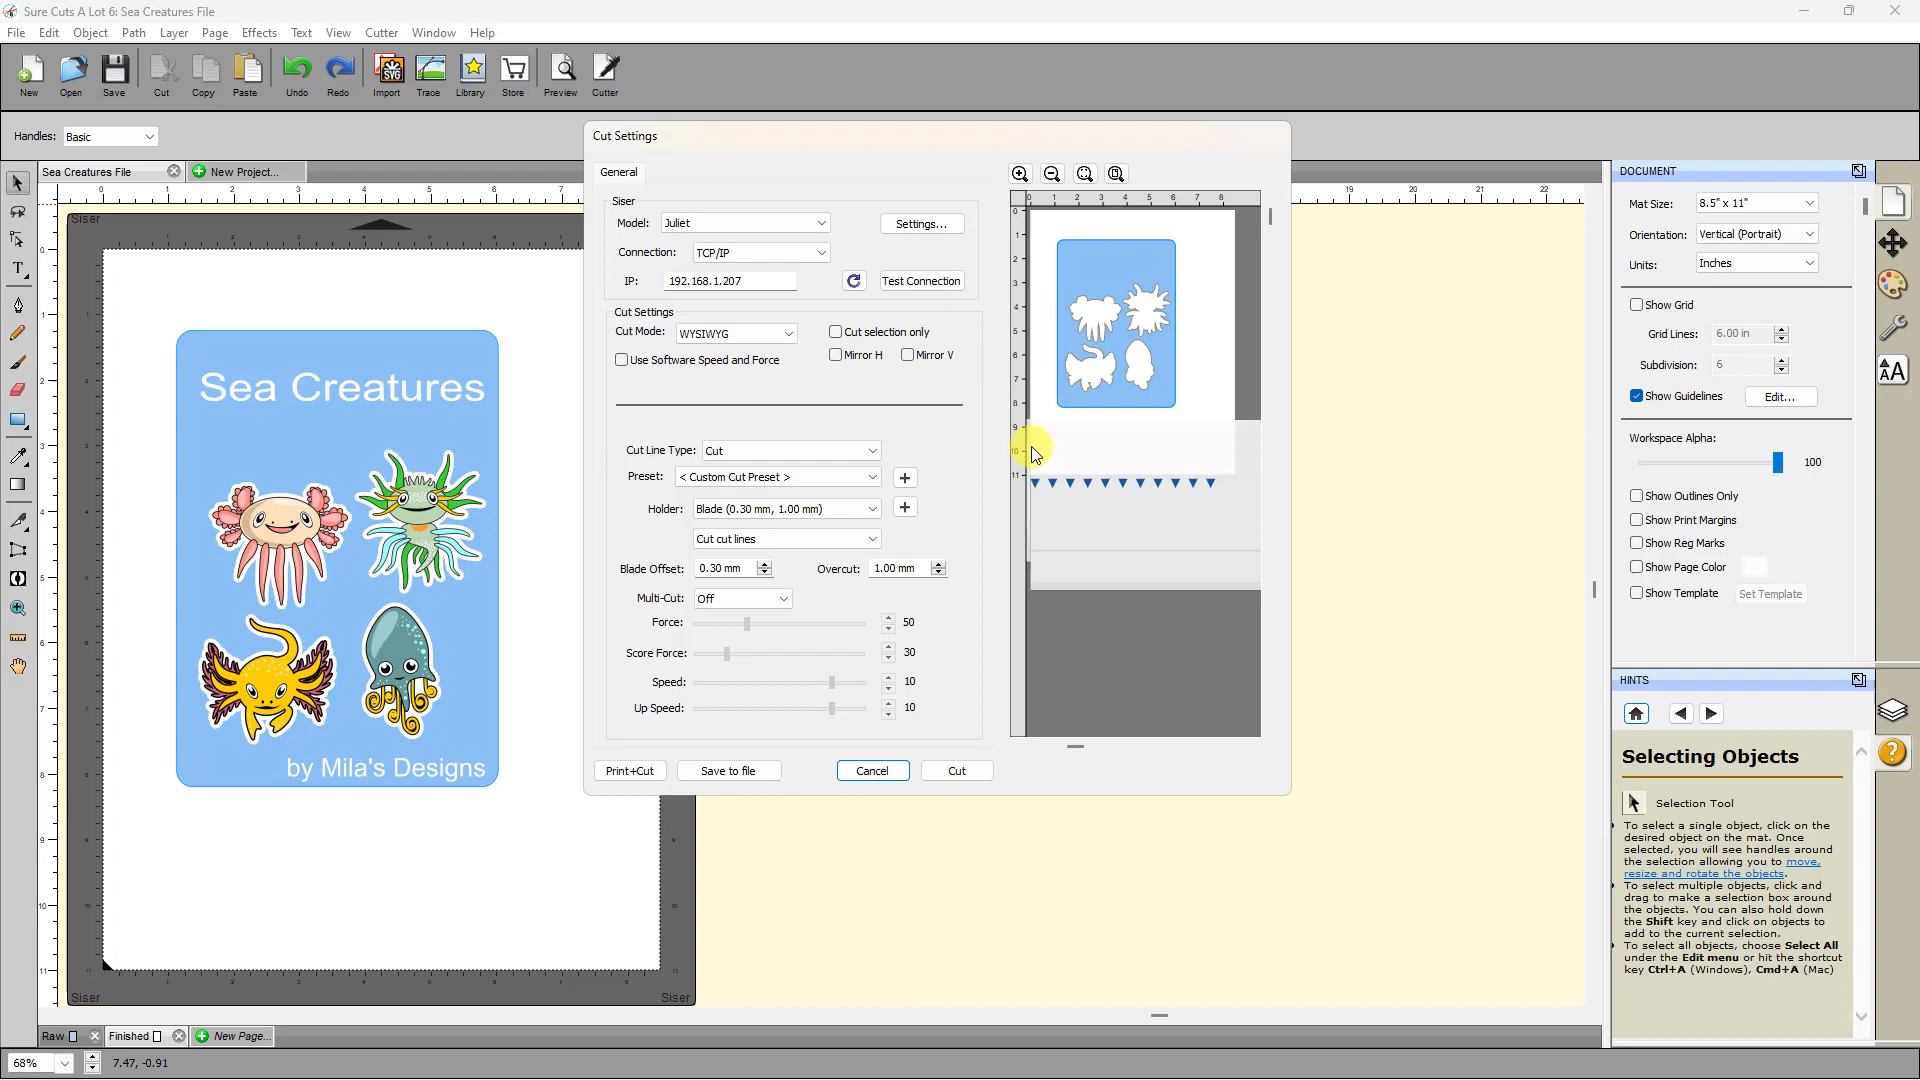 Sure Cuts A Lot 6: Sea Creatures File
File Edit Object Path Layer Page Effects Text View Cutter Window Help
New Open Save Cut Copy Paste Undo Redo Import Trace Library Store Preview Cutter
SVG
Handles: Basic
Sea Creatures File New Project...
Siser
Sea Creatures
by Mila's Designs
Siser Siser
Raw Finished New Page...
68% 7.47, -0.91
Cut Settings
General
Siser
Model: Juliet Settings...
Connection: TCP/IP
IP: 192.168.1.207 Test Connection
Cut Settings
Cut Mode: WYSIWYG Cut selection only
Use Software Speed and Force Mirror H Mirror V
Cut Line Type: Cut
Preset: < Custom Cut Preset >
Holder: Blade (0.30 mm, 1.00 mm)
Cut cut lines
Blade Offset: 0.30 mm Overcut: 1.00 mm
Multi-Cut: Off
Force: 50
Score Force: 30
Speed: 10
Up Speed: 10
Print+Cut Save to file Cancel Cut
DOCUMENT
Mat Size: 8.5" x 11"
Orientation: Vertical (Portrait)
Units: Inches
Show Grid
Grid Lines: 6.00 in
Subdivision: 6
Show Guidelines Edit...
Workspace Alpha:
100
Show Outlines Only
Show Print Margins
Show Reg Marks
Show Page Color
Show Template Set Template
AA
HINTS
Selecting Objects
Selection Tool
To select a single object, click on the
desired object on the mat. Once
selected, you will see handles around
the selection allowing you to move,
resize and rotate the objects.
To select multiple objects, click and
drag to make a selection box around
the objects. You can also hold down
the Shift key and click on objects to
add to the current selection.
To select all objects, choose Select All
under the Edit menu or hit the shortcut
key Ctrl+A (Windows), Cmd+A (Mac)